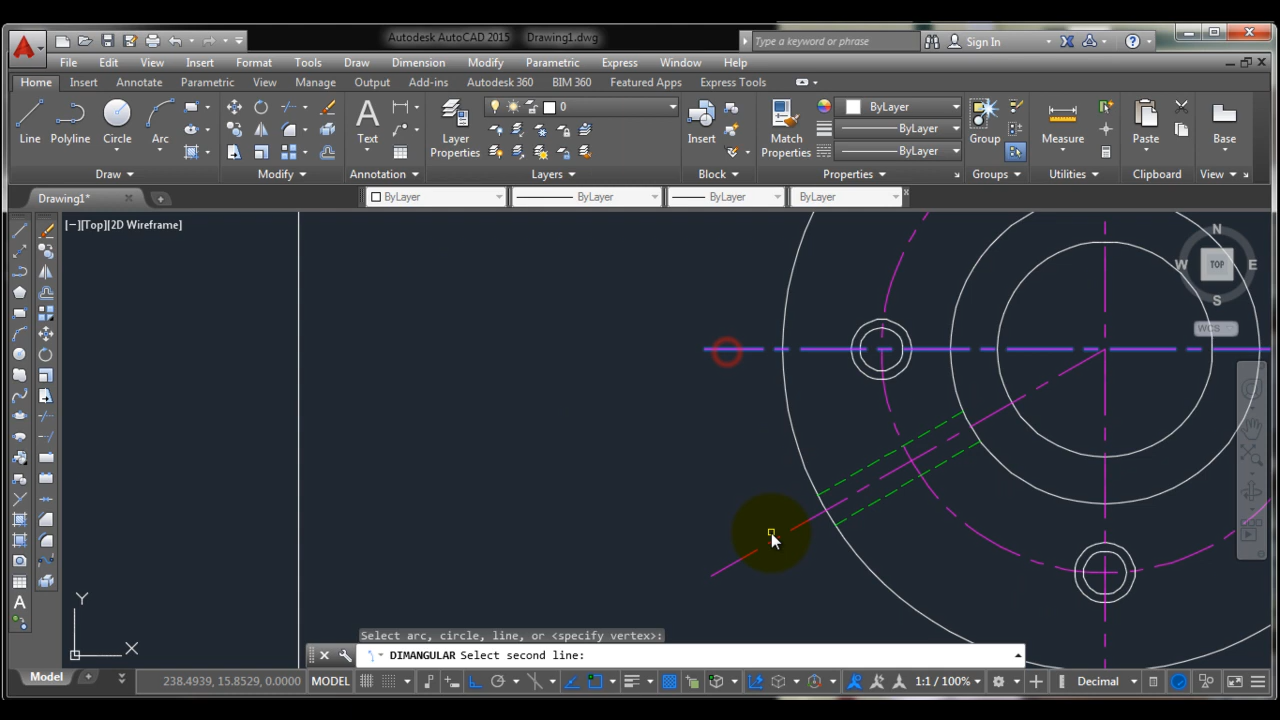 Autodesk AutoCAD 2015 Drawing1.dwg
Type a keyword or phrase
Sign In
File Edit View Insert Format Tools Draw Dimension Modify Parametric Express Window Help
Home Insert Annotate Parametric View Manage Output Add-ins Autodesk 360 BIM 360 Featured Apps Express Tools
0
ByLayer
ByLayer
ByLayer
Line Polyline Circle Arc
Text
Layer
Properties
Insert
Match
Properties
Group
Measure
Paste
Base
Draw
Modify
Annotation
Layers
Block
Properties
Groups
Utilities
Clipboard
View
Drawing1*
ByLayer
ByLayer
ByLayer
ByLayer
[−][Top][2D Wireframe]
N
W TOP E
S
WCS
Y
X
A
Select arc, circle, line, or <specify vertex>:
DIMANGULAR Select second line:
Model
238.4939, 15.8529, 0.0000
MODEL
1:1 / 100%
Decimal